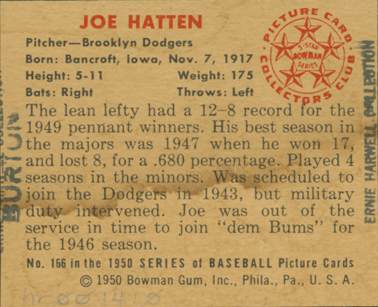 JOE HATTEN
Pitcher—Brooklyn Dodgers
Born: Bancroft, Iowa, Nov. 7, 1917
Height: 5-11 Weight: 175
Bats: Right Throws: Left
PICTURE CARD
COLLECTORS CLUB
5-STAR
BOWMAN
SERIES
The lean lefty had a 12–8 record for the
1949 pennant winners. His best season in
the majors was 1947 when he won 17,
and lost 8, for a .680 percentage. Played 4
seasons in the minors. Was scheduled to
join the Dodgers in 1943, but military
duty intervened. Joe was out of the
service in time to join "dem Bums" for
the 1946 season.
No. 166 in the 1950 SERIES of BASEBALL Picture Cards
© 1950 Bowman Gum, Inc., Phila., Pa., U. S. A.
BURTON
ERNIE HARWELL COLLECTION